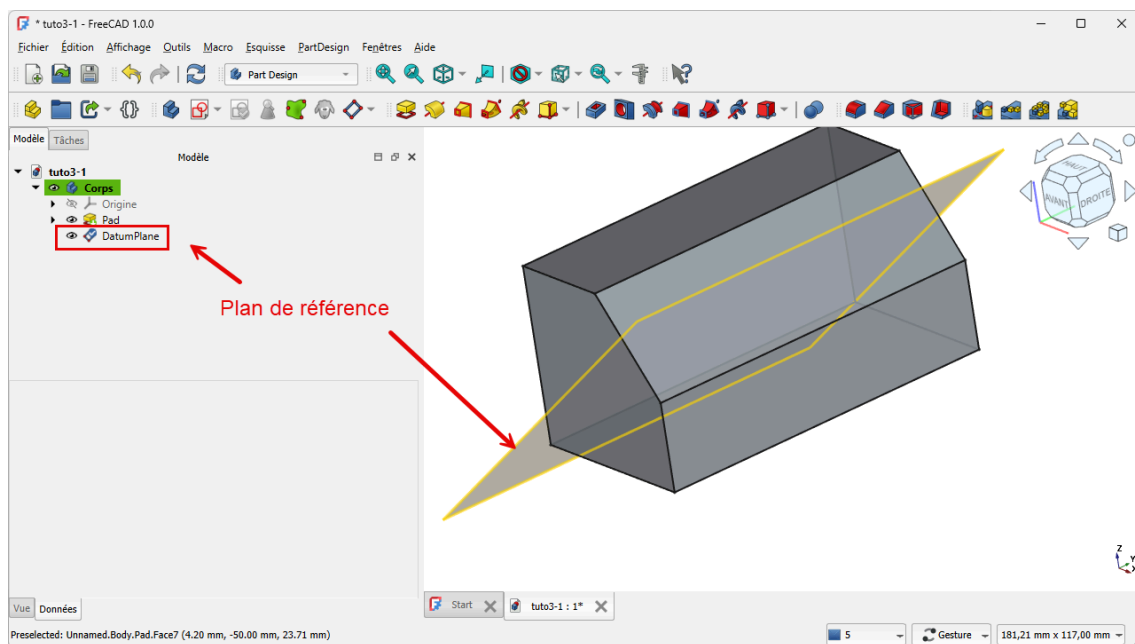 * tuto3-1 - FreeCAD 1.0.0
Fichier Édition Affichage Outils Macro Esquisse PartDesign Fenêtres Aide
Part Design
Modèle Tâches
Modèle
tuto3-1
Corps
Origine
Pad
DatumPlane
Plan de référence
HAUT
AVANT DROITE
Z
Y
X
Vue Données
Start tuto3-1 : 1*
Preselected: Unnamed.Body.Pad.Face7 (4.20 mm, -50.00 mm, 23.71 mm) 5 Gesture 181,21 mm x 117,00 mm